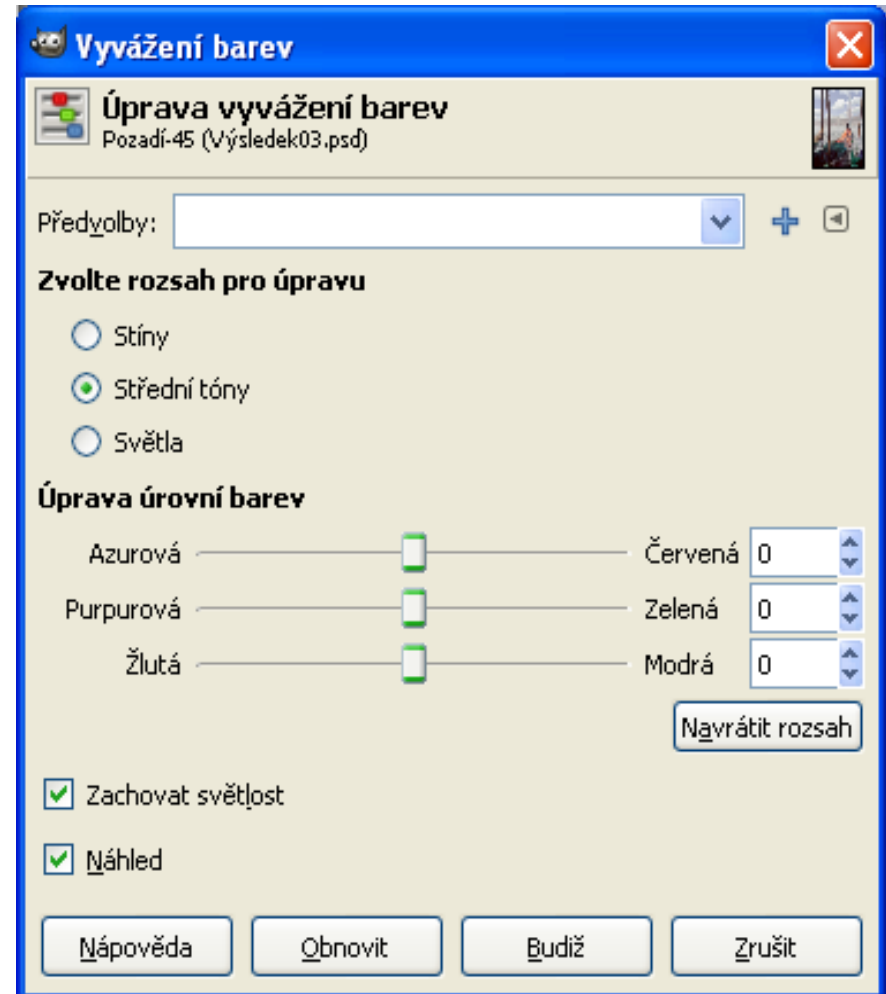 Vyvážení barev
Úprava vyvážení barev
Pozadí-45 (Výsledek03.psd)
Předvolby:
Zvolte rozsah pro úpravu
Stíny
Střední tóny
Světla
Úprava úrovní barev
Azurová Červená 0
Purpurová Zelená 0
Žlutá Modrá 0
Navrátit rozsah
Zachovat světlost
Náhled
Nápověda Obnovit Budiž Zrušit